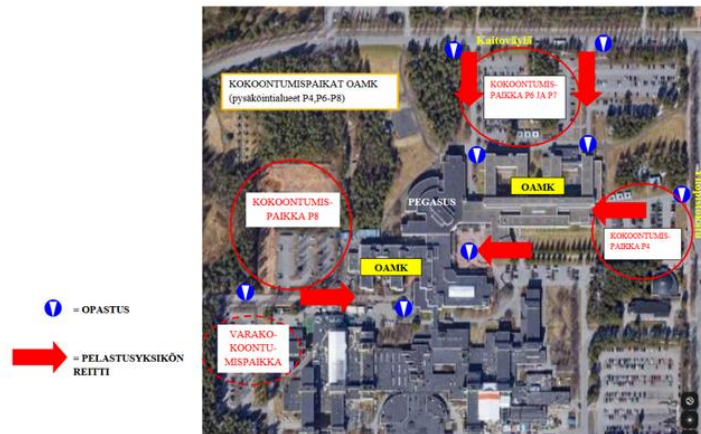 Kaitoväylä
KOKOONTUMISPAIKAT OAMK
(pysäköintialueet P4,P6-P8)
KOKOONTUMIS-
PAIKKA P6 JA P7
OAMK
KOKOONTUMIS-
PAIKKA P8
PEGASUS
KOKOONTUMIS-
PAIKKA P4
OAMK
= OPASTUS
VARAKO-
KOONTU-
MISPAIKKA
= PELASTUSYKSIKÖN
REITTI